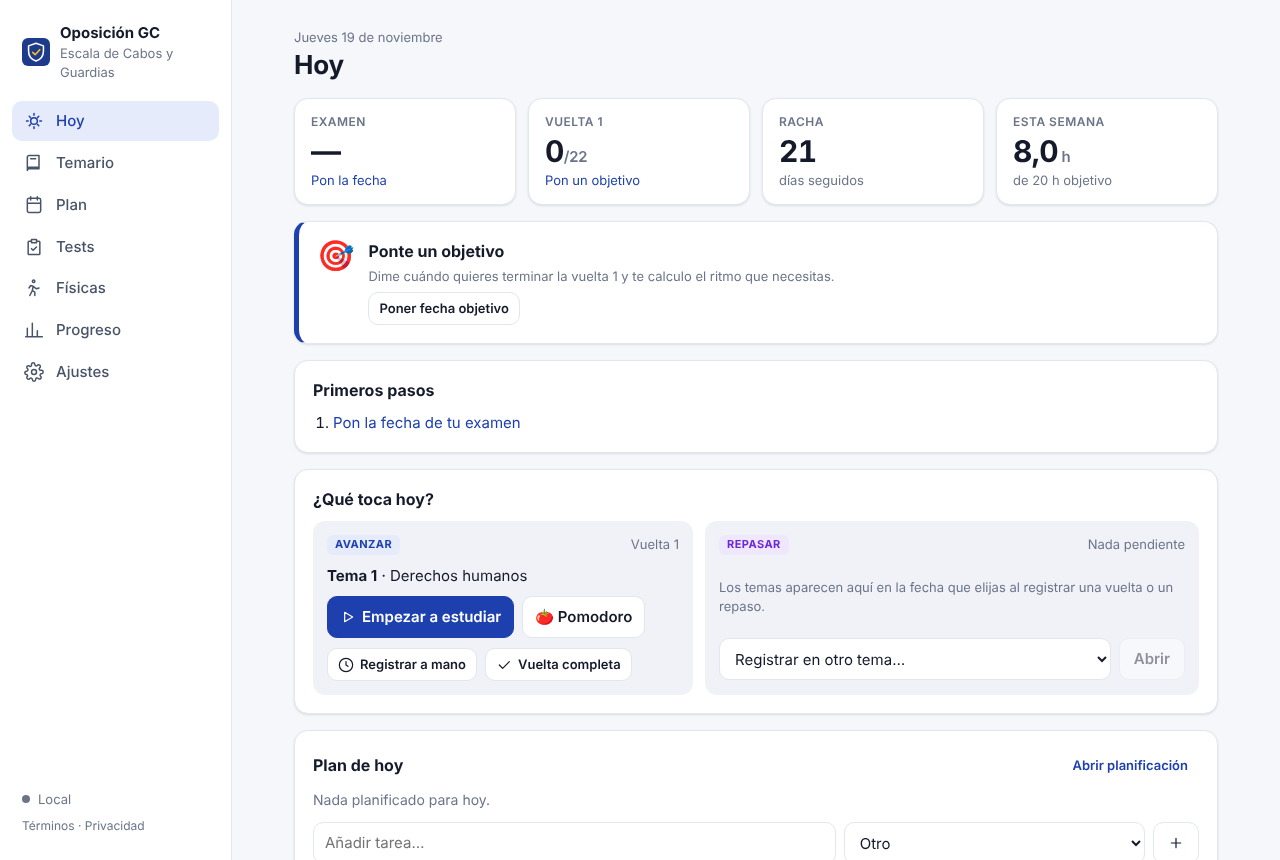 Oposición GC
Escala de Cabos y
Guardias
Hoy
Temario
Plan
Tests
Físicas
Progreso
Ajustes
Local
Términos · Privacidad
Jueves 19 de noviembre
Hoy
EXAMEN
—
Pon la fecha
VUELTA 1
0/22
Pon un objetivo
RACHA
21
días seguidos
ESTA SEMANA
8,0 h
de 20 h objetivo
Ponte un objetivo
Dime cuándo quieres terminar la vuelta 1 y te calculo el ritmo que necesitas.
Poner fecha objetivo
Primeros pasos
1. Pon la fecha de tu examen
¿Qué toca hoy?
AVANZAR
Vuelta 1
Tema 1 · Derechos humanos
Empezar a estudiar
Pomodoro
Registrar a mano
Vuelta completa
REPASAR
Nada pendiente
Los temas aparecen aquí en la fecha que elijas al registrar una vuelta o un
repaso.
Registrar en otro tema...
Abrir
Plan de hoy
Abrir planificación
Nada planificado para hoy.
Añadir tarea...
Otro
+